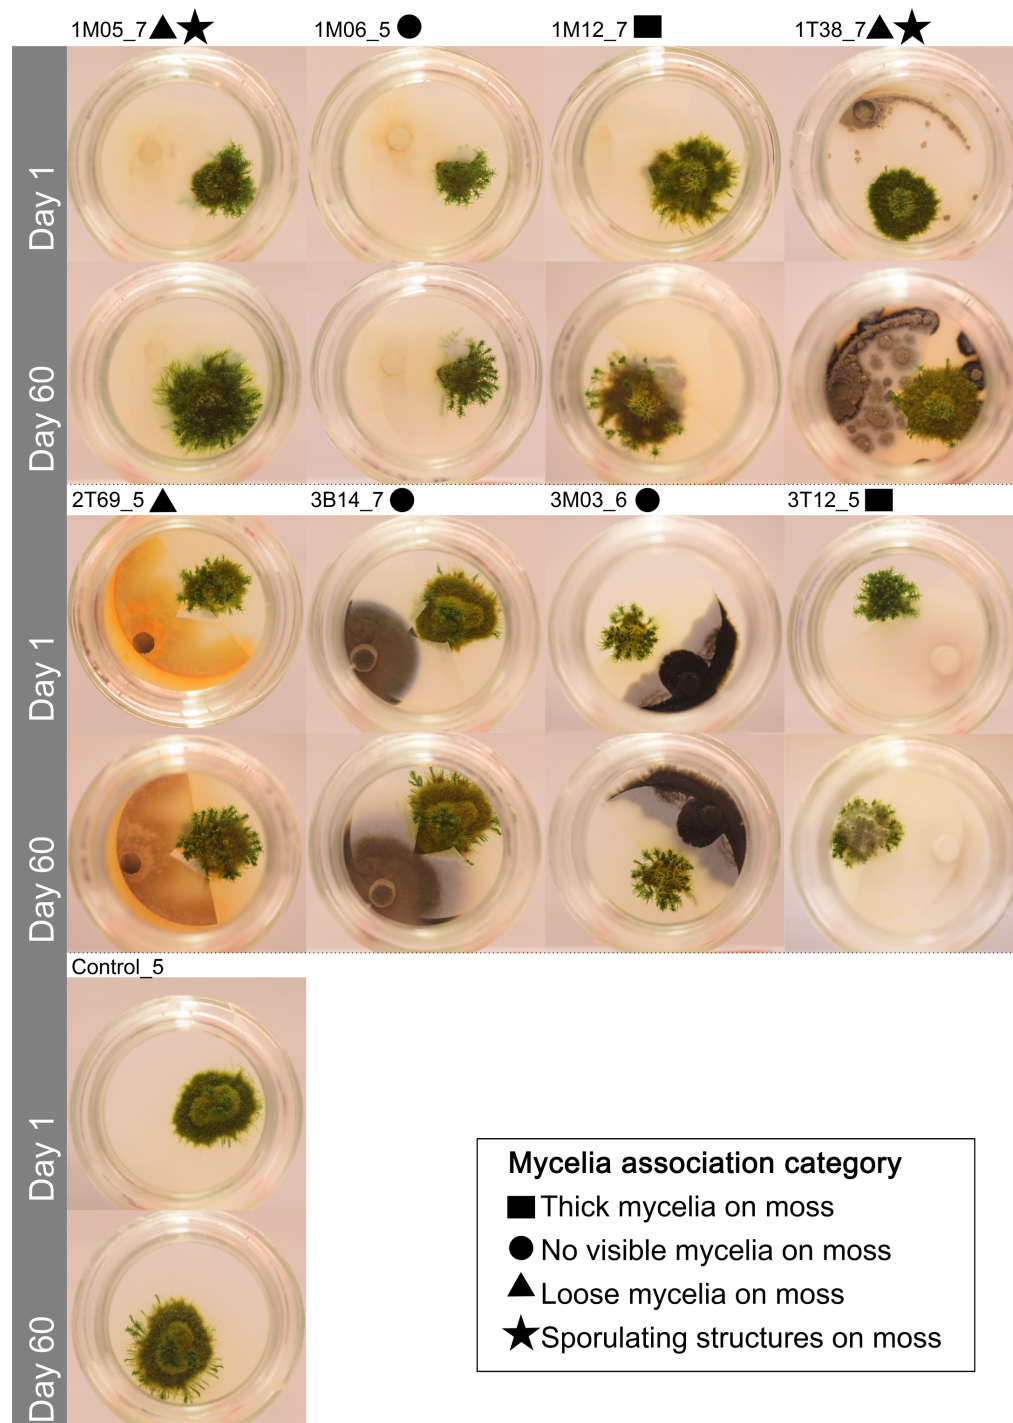 1M05_7 1M06_5 1M12_7 1T38_7
Day 1
Day 60
2T69_5 3B14_7 3M03_6 3T12_5
Day 1
Day 60
Control_5
Day 1
Day 60
Mycelia association category
Thick mycelia on moss
No visible mycelia on moss
Loose mycelia on moss
Sporulating structures on moss